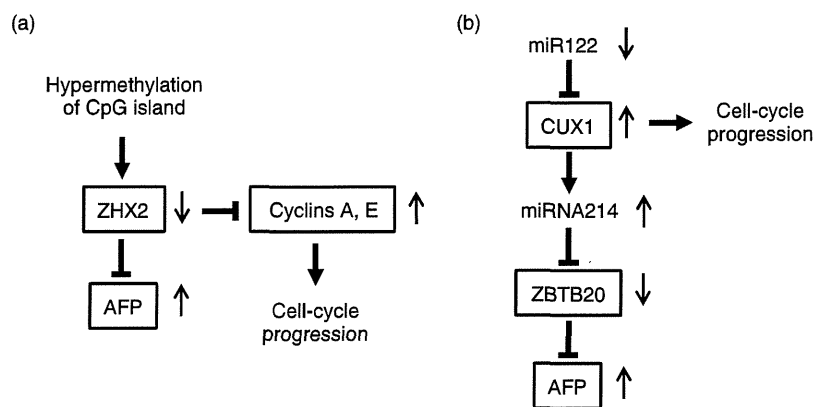 (a)
Hypermethylation
of CpG island
ZHX2
Cyclins A, E
AFP
Cell-cycle
progression
(b)
miR122
CUX1
Cell-cycle
progression
miRNA214
ZBTB20
AFP